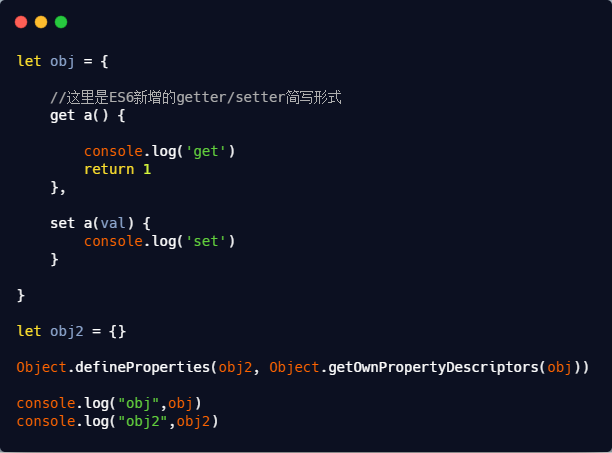 let obj = {
//这里是ES6新增的getter/setter简写形式
get a() {
console.log('get')
return 1
},
set a(val) {
console.log('set')
}
}
let obj2 = {}
Object.defineProperties(obj2, Object.getOwnPropertyDescriptors(obj))
console.log("obj",obj)
console.log("obj2",obj2)